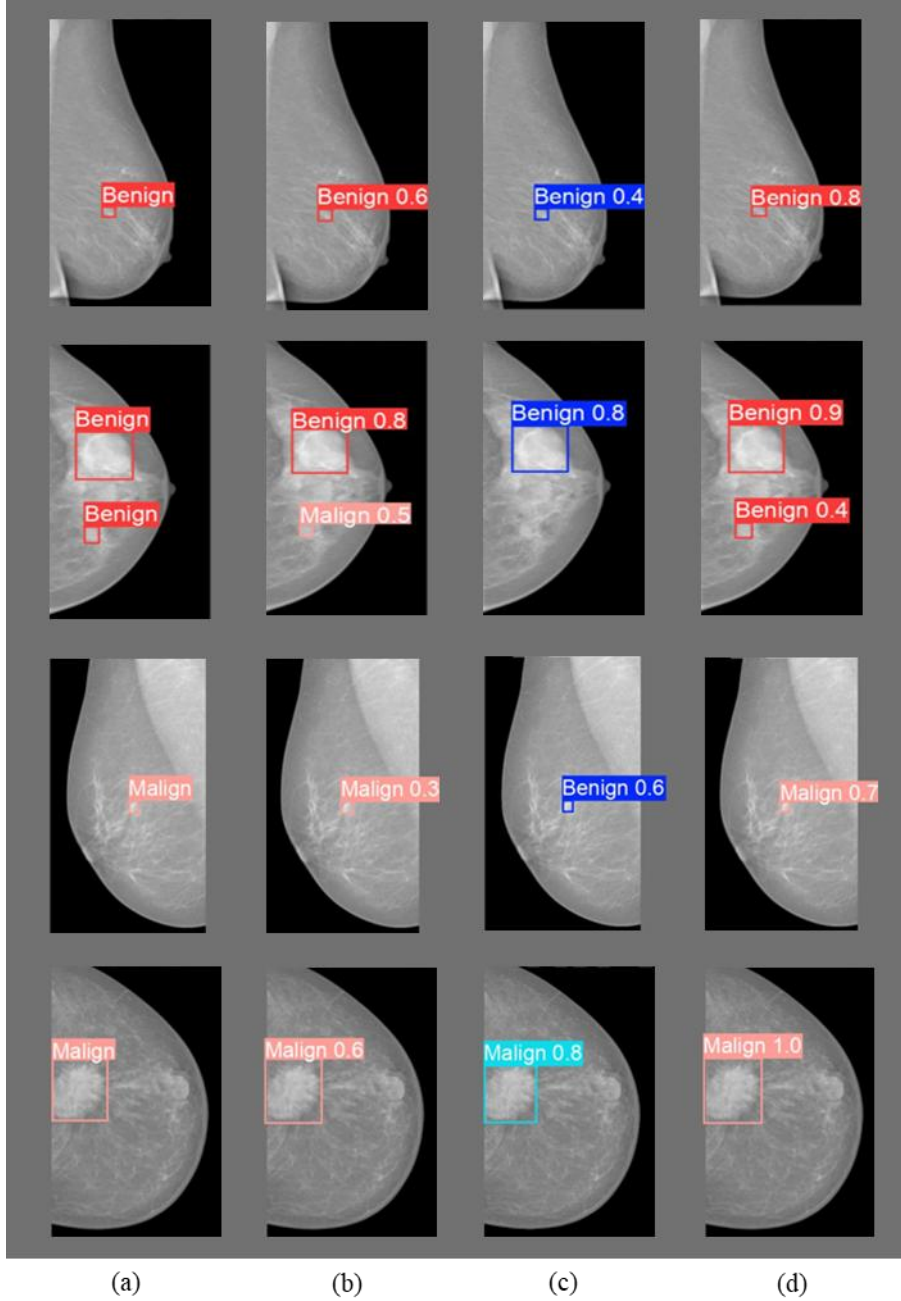 Benign
Benign 0.6
Benign 0.4
Benign 0.8
Benign
Benign 0.8
Benign 0.8
Benign 0.9
Benign
Malign 0.5
Benign 0.4
Malign
Malign 0.3
Benign 0.6
Malign 0.7
Malign
Malign 0.6
Malign 0.8
Malign 1.0
(a)
(b)
(c)
(d)